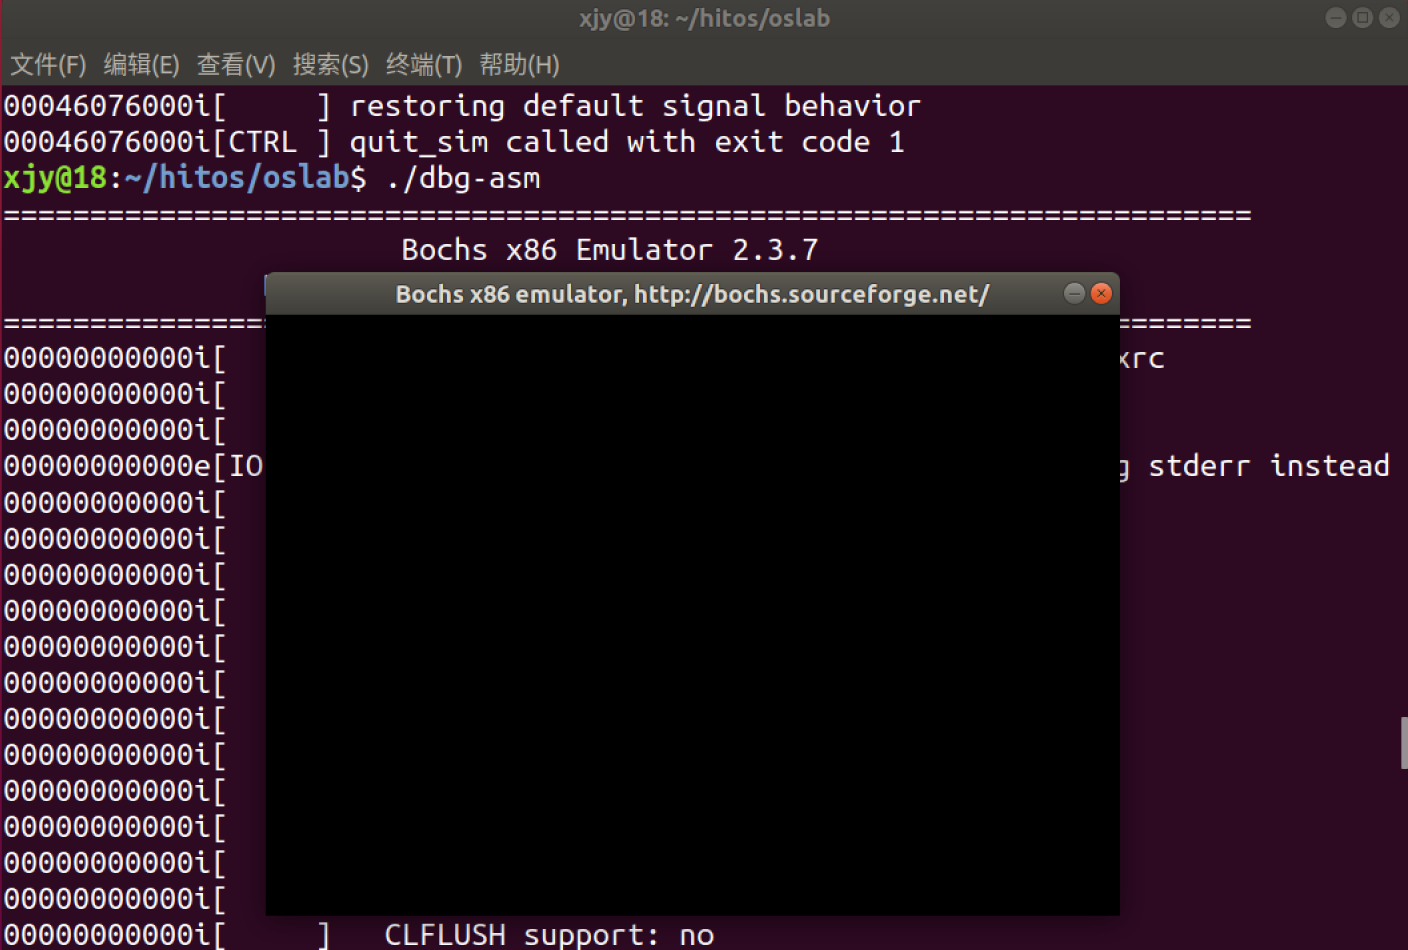 xjy@18: ~/hitos/oslab
文件(F) 编辑(E) 查看(V) 搜索(S) 终端(T) 帮助(H)
00046076000i[     ] restoring default signal behavior
00046076000i[CTRL ] quit_sim called with exit code 1
xjy@18:~/hitos/oslab$ ./dbg-asm
========================================================================
Bochs x86 Emulator 2.3.7
Bochs x86 emulator, http://bochs.sourceforge.net/
======================= ========
00000000000i[ xrc
00000000000i[
00000000000i[
00000000000e[IO g stderr instead
00000000000i[
00000000000i[
00000000000i[
00000000000i[
00000000000i[
00000000000i[
00000000000i[
00000000000i[
00000000000i[
00000000000i[
00000000000i[
00000000000i[
00000000000i[     ]   CLFLUSH support: no